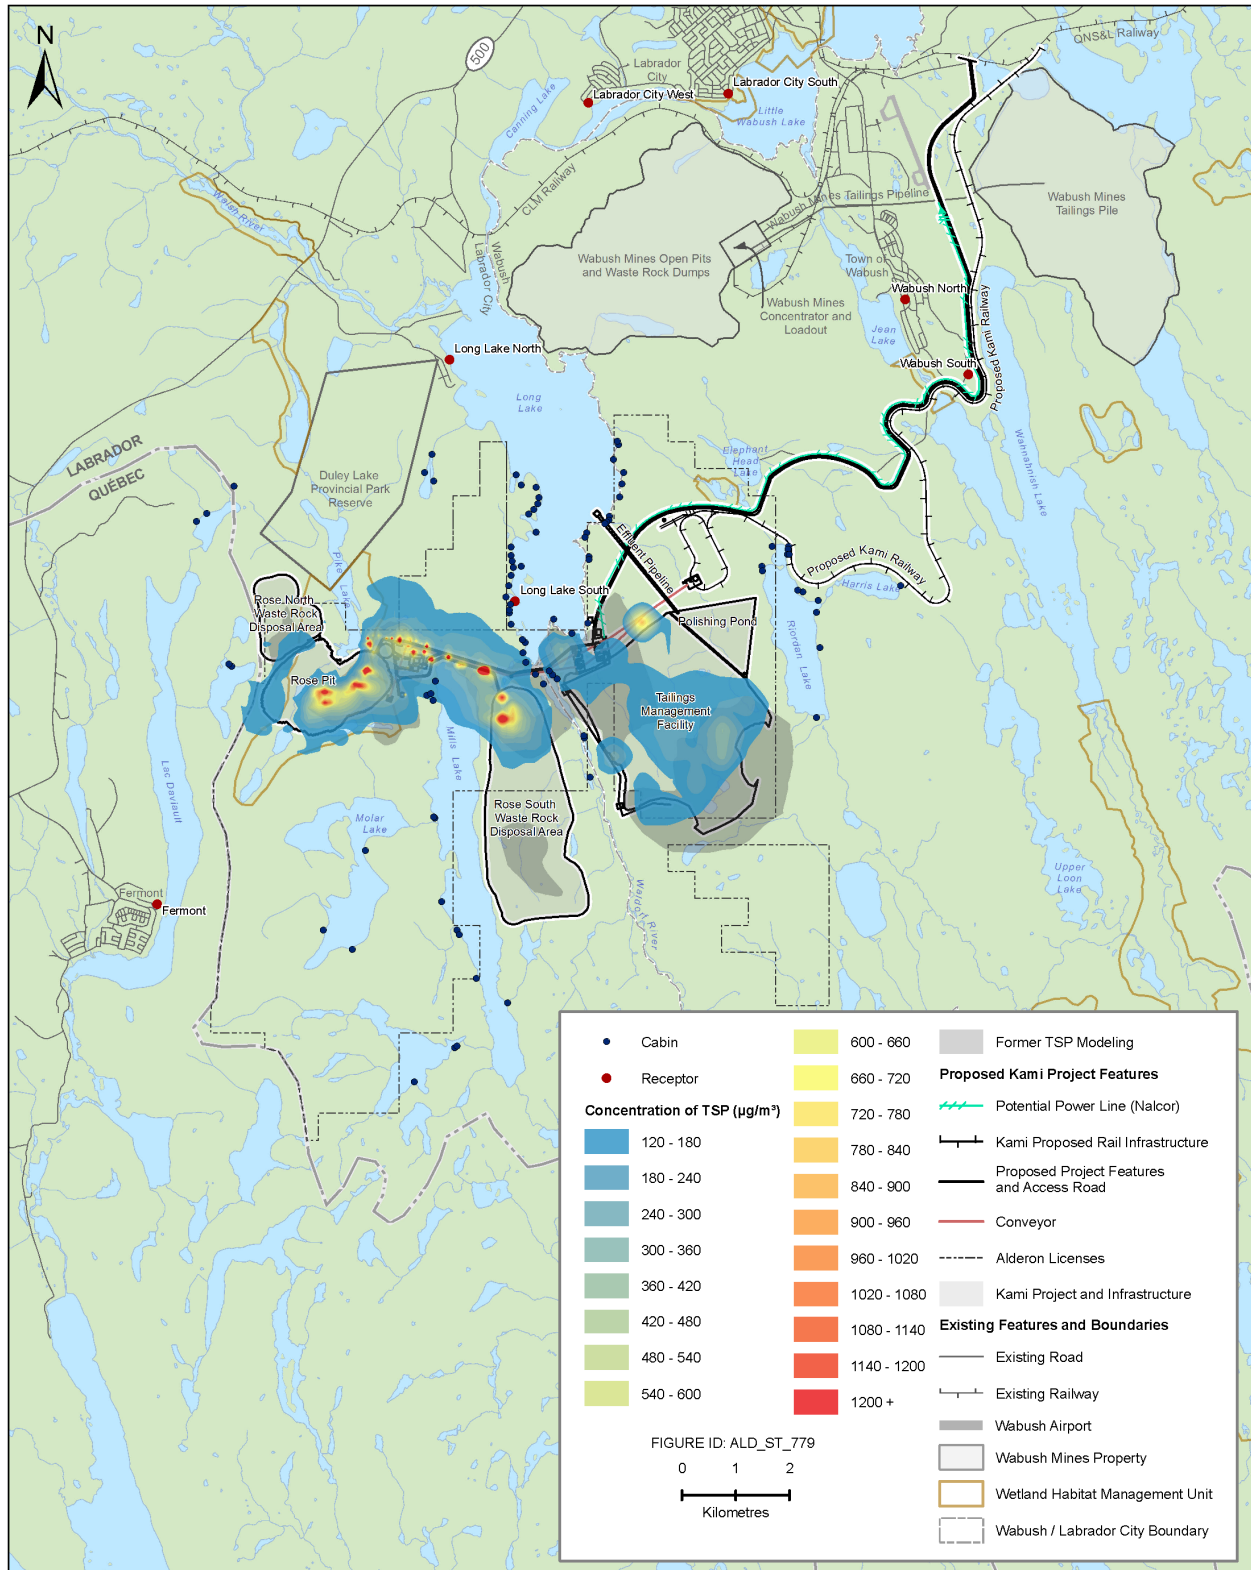 N
500
QNS&L Railway
Labrador
City
Labrador City South
Labrador City West
Canning Lake
Little
Wabush Lake
CLM Railway
Walsh River
Wabush Mines Tailings Pipeline
Wabush Mines
Tailings Pile
Wabush
Labrador City
Wabush Mines Open Pits
and Waste Rock Dumps
Town of
Wabush
Wabush North
Wabush Mines
Concentrator and
Loadout
Jean
Lake
Proposed Kami Railway
Long Lake North
Wabush South
Long
Lake
LABRADOR
QUÉBEC
Wahnahnish Lake
Elephant
Head
Lake
Duley Lake
Provincial Park
Reserve
Effluent Pipeline
Proposed Kami Railway
Harris Lake
Pike Lake
Long Lake South
Rose North
Waste Rock
Disposal Area
Polishing Pond
Riordan Lake
Rose Pit
Tailings
Management
Facility
Mills Lake
Lac Daviault
Rose South
Waste Rock
Disposal Area
Molar
Lake
Upper
Loon
Lake
Waldorf River
Fermont
Fermont
Cabin
Receptor
Concentration of TSP (µg/m³)
120 - 180
180 - 240
240 - 300
300 - 360
360 - 420
420 - 480
480 - 540
540 - 600
600 - 660
660 - 720
720 - 780
780 - 840
840 - 900
900 - 960
960 - 1020
1020 - 1080
1080 - 1140
1140 - 1200
1200 +
Former TSP Modeling
Proposed Kami Project Features
Potential Power Line (Nalcor)
Kami Proposed Rail Infrastructure
Proposed Project Features
and Access Road
Conveyor
Alderon Licenses
Kami Project and Infrastructure
Existing Features and Boundaries
Existing Road
Existing Railway
Wabush Airport
Wabush Mines Property
Wetland Habitat Management Unit
Wabush / Labrador City Boundary
FIGURE ID: ALD_ST_779
0 1 2
Kilometres